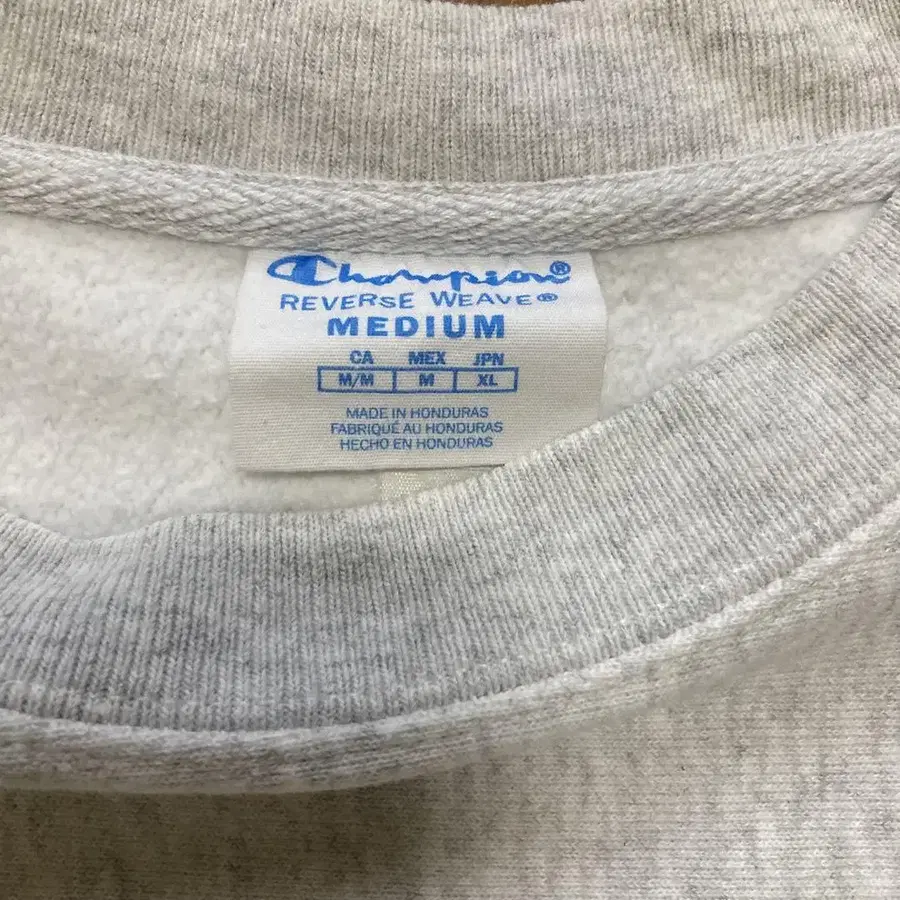 Champion®
REVERSE WEAVE®
MEDIUM
CA MEX JPN
M/M M XL
MADE IN HONDURAS
FABRIQUÉ AU HONDURAS
HECHO EN HONDURAS